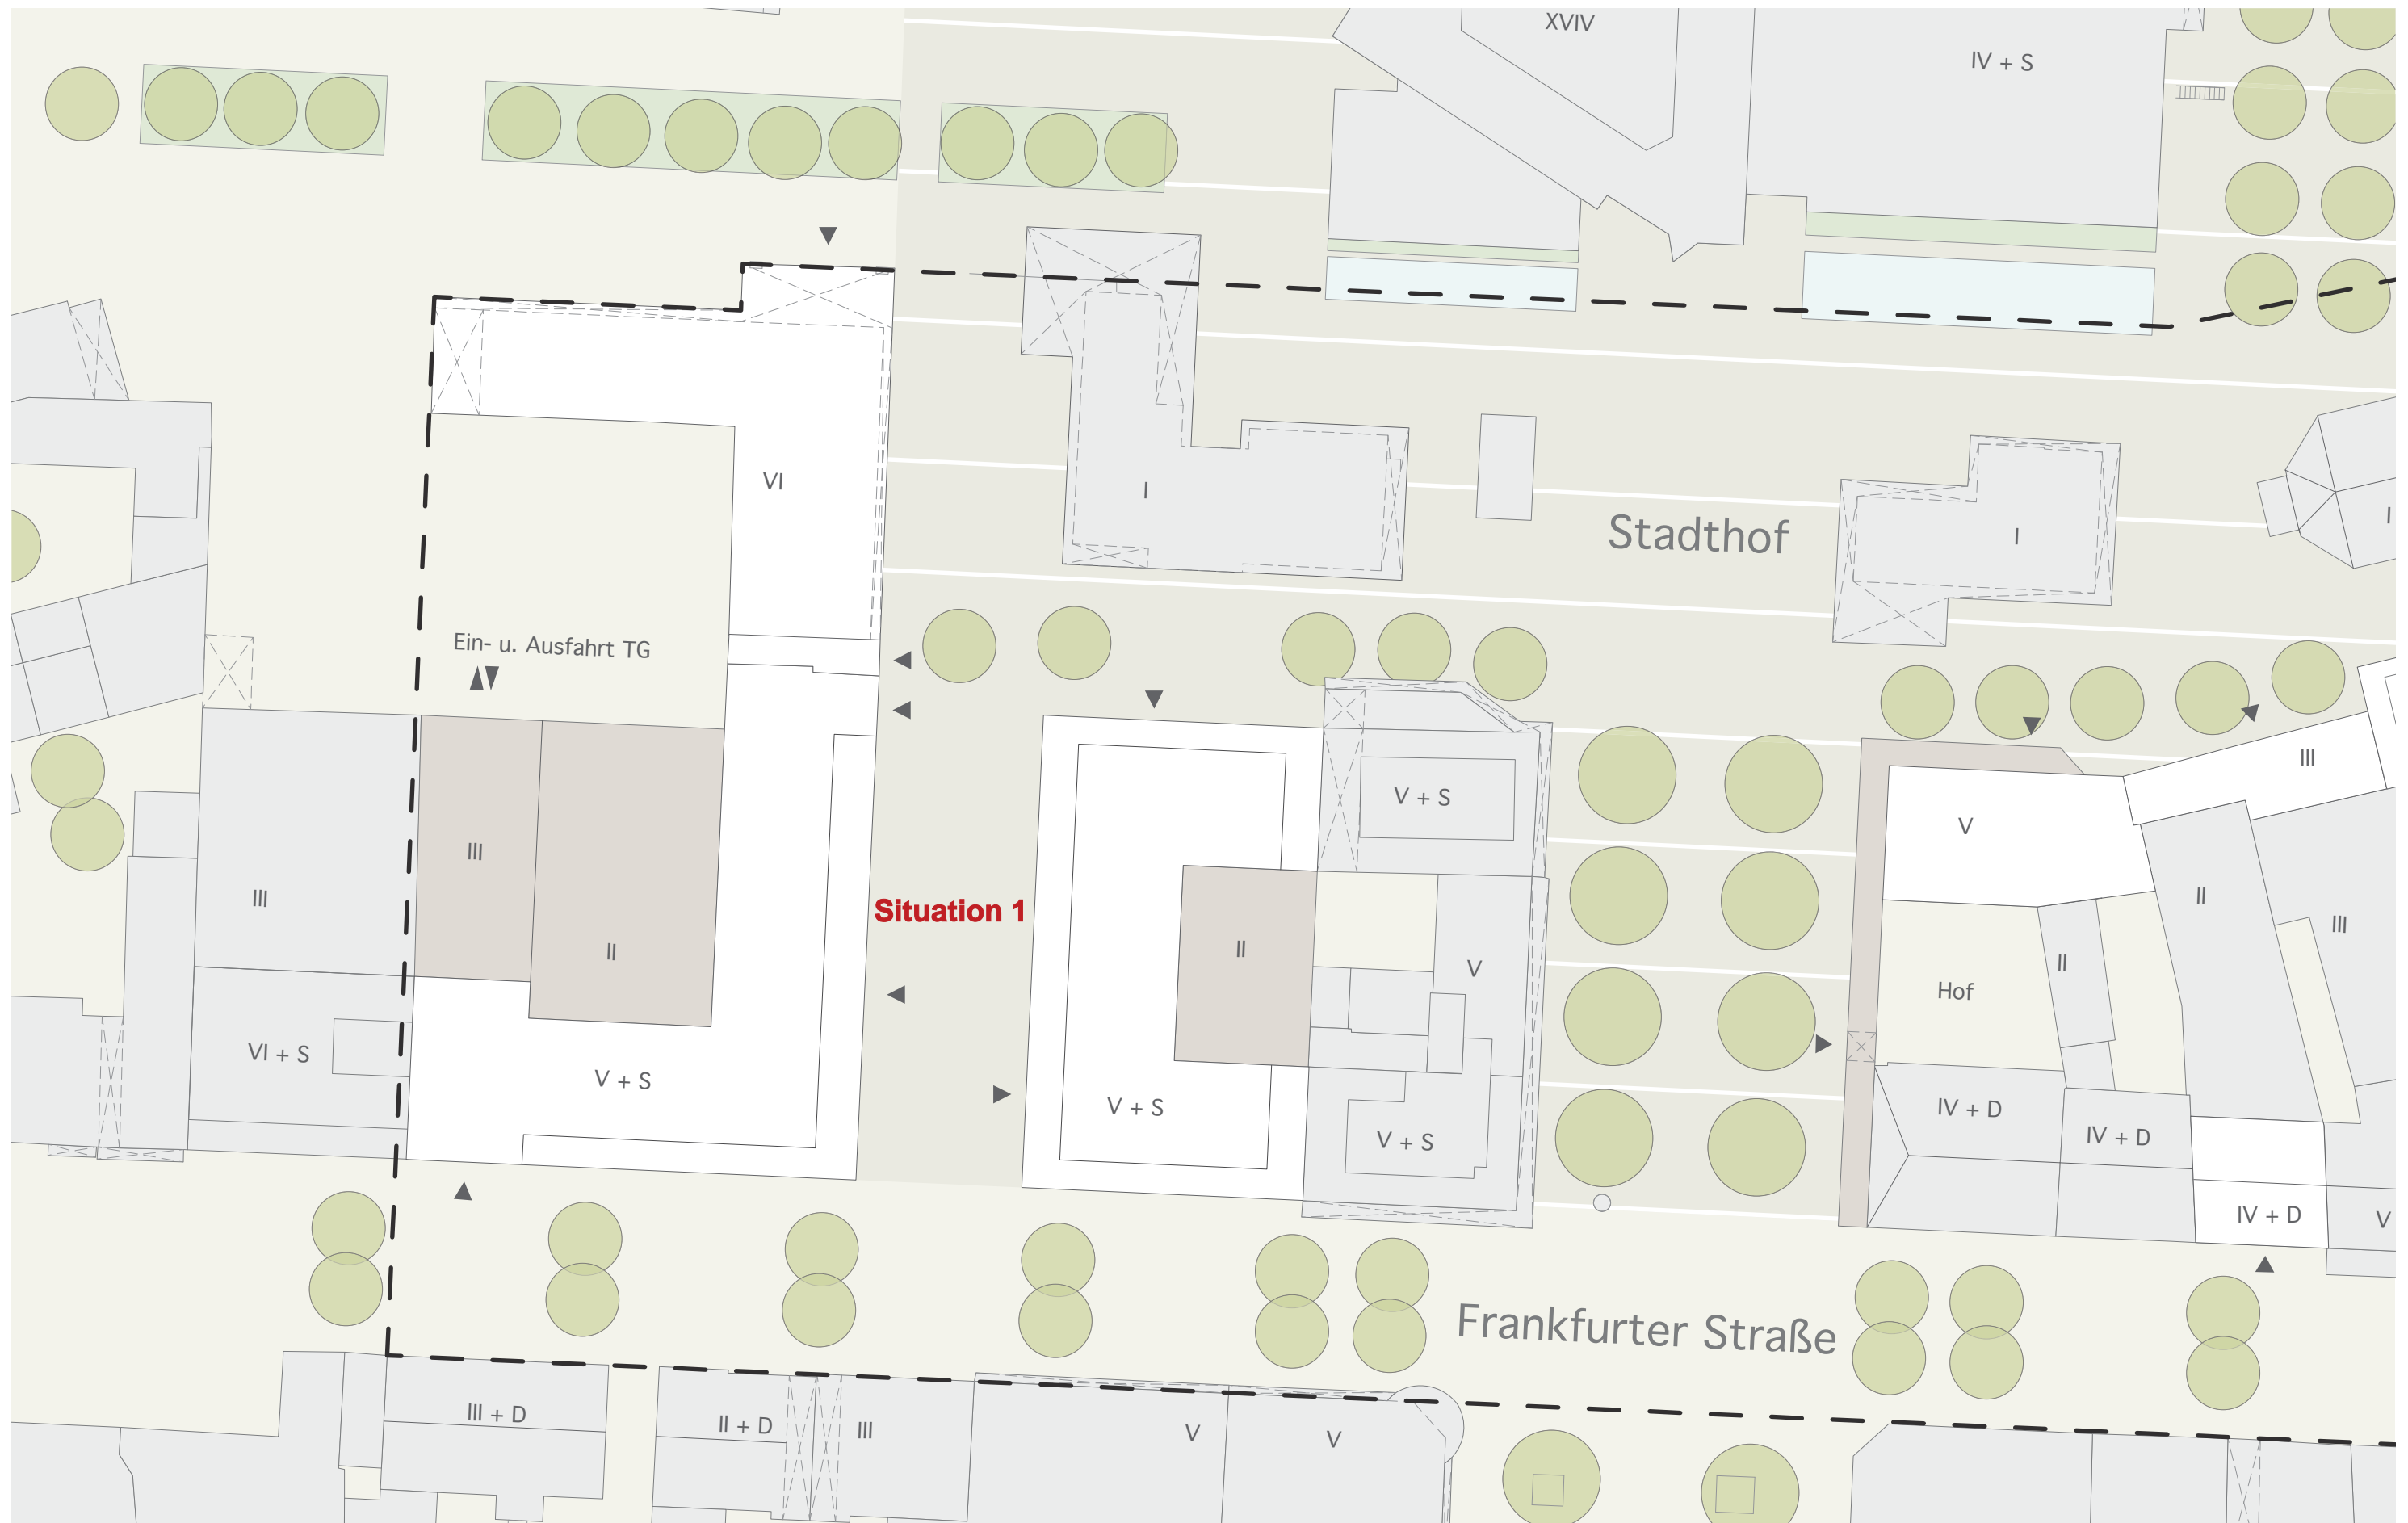 XVIV
IV + S
VI
I
Stadthof
I
I
Ein- u. Ausfahrt TG
III
V + S
V
III
II
III
Situation 1
III
II
II
V
II
Hof
VI + S
V + S
V + S
V + S
IV + D
IV + D
IV + D
V
Frankfurter Straße
III + D
II + D
III
V
V